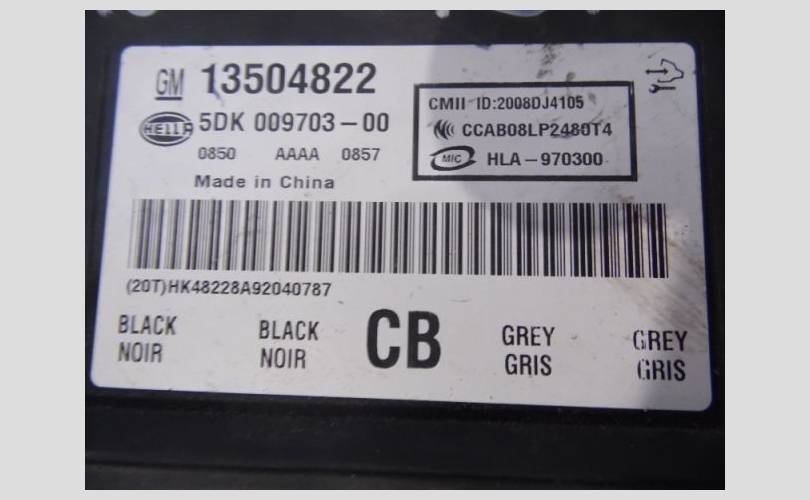 GM 13504822
HELLA 5DK 009703-00
0850 AAAA 0857
Made in China
CMII ID:2008DJ4105
CCAB08LP2480T4
MIC HLA-970300
(20T)HK48228A92040787
BLACK NOIR
BLACK NOIR
CB
GREY GRIS
GREY GRIS